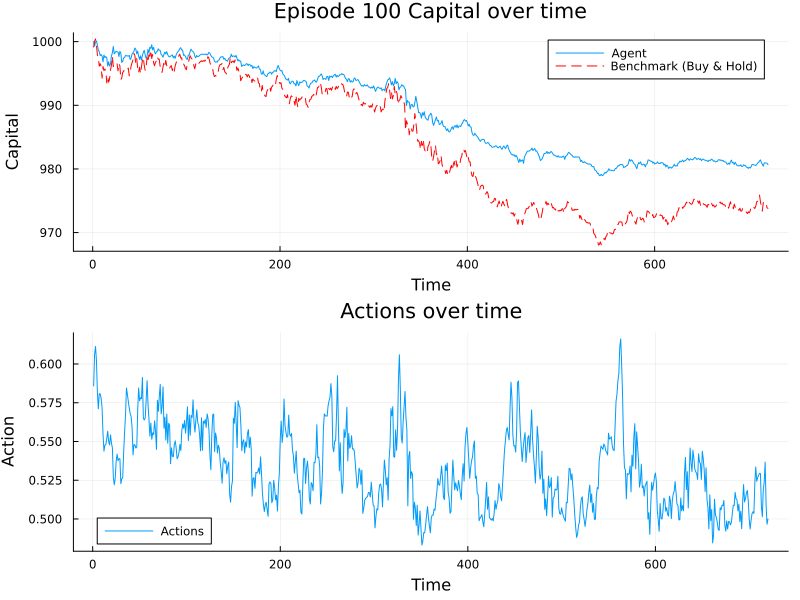 Episode 100 Capital over time
1000
990
980
970
Capital
Agent
Benchmark (Buy & Hold)
0
200
400
600
Time
Actions over time
0.600
0.575
0.550
0.525
0.500
Action
Actions
0
200
400
600
Time